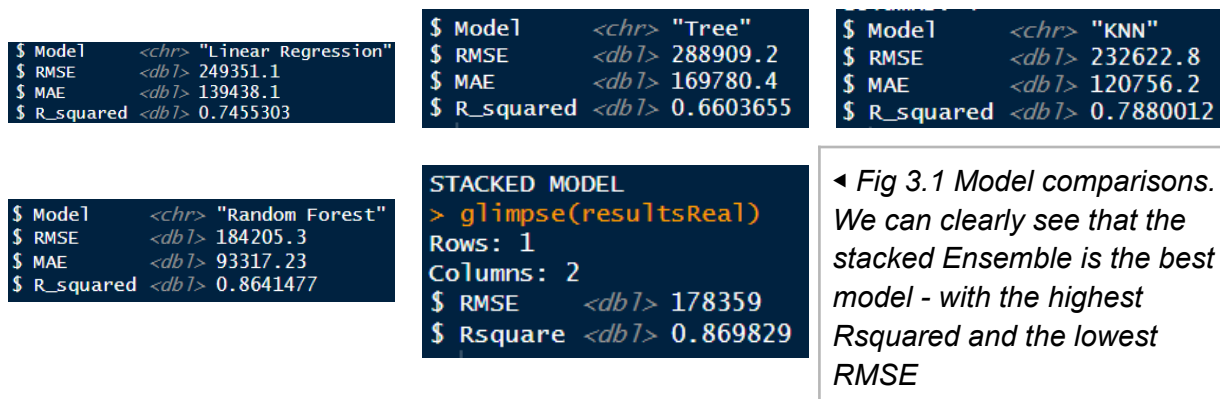 $ Model <chr> "Linear Regression"
$ RMSE <dbl> 249351.1
$ MAE <dbl> 139438.1
$ R_squared <dbl> 0.7455303
$ Model <chr> "Tree"
$ RMSE <dbl> 288909.2
$ MAE <dbl> 169780.4
$ R_squared <dbl> 0.6603655
$ Model <chr> "KNN"
$ RMSE <dbl> 232622.8
$ MAE <dbl> 120756.2
$ R_squared <dbl> 0.7880012
$ Model <chr> "Random Forest"
$ RMSE <dbl> 184205.3
$ MAE <dbl> 93317.23
$ R_squared <dbl> 0.8641477
STACKED MODEL
> glimpse(resultsReal)
Rows: 1
Columns: 2
$ RMSE <dbl> 178359
$ Rsquare <dbl> 0.869829
◄ Fig 3.1 Model comparisons.
We can clearly see that the
stacked Ensemble is the best
model - with the highest
Rsquared and the lowest
RMSE